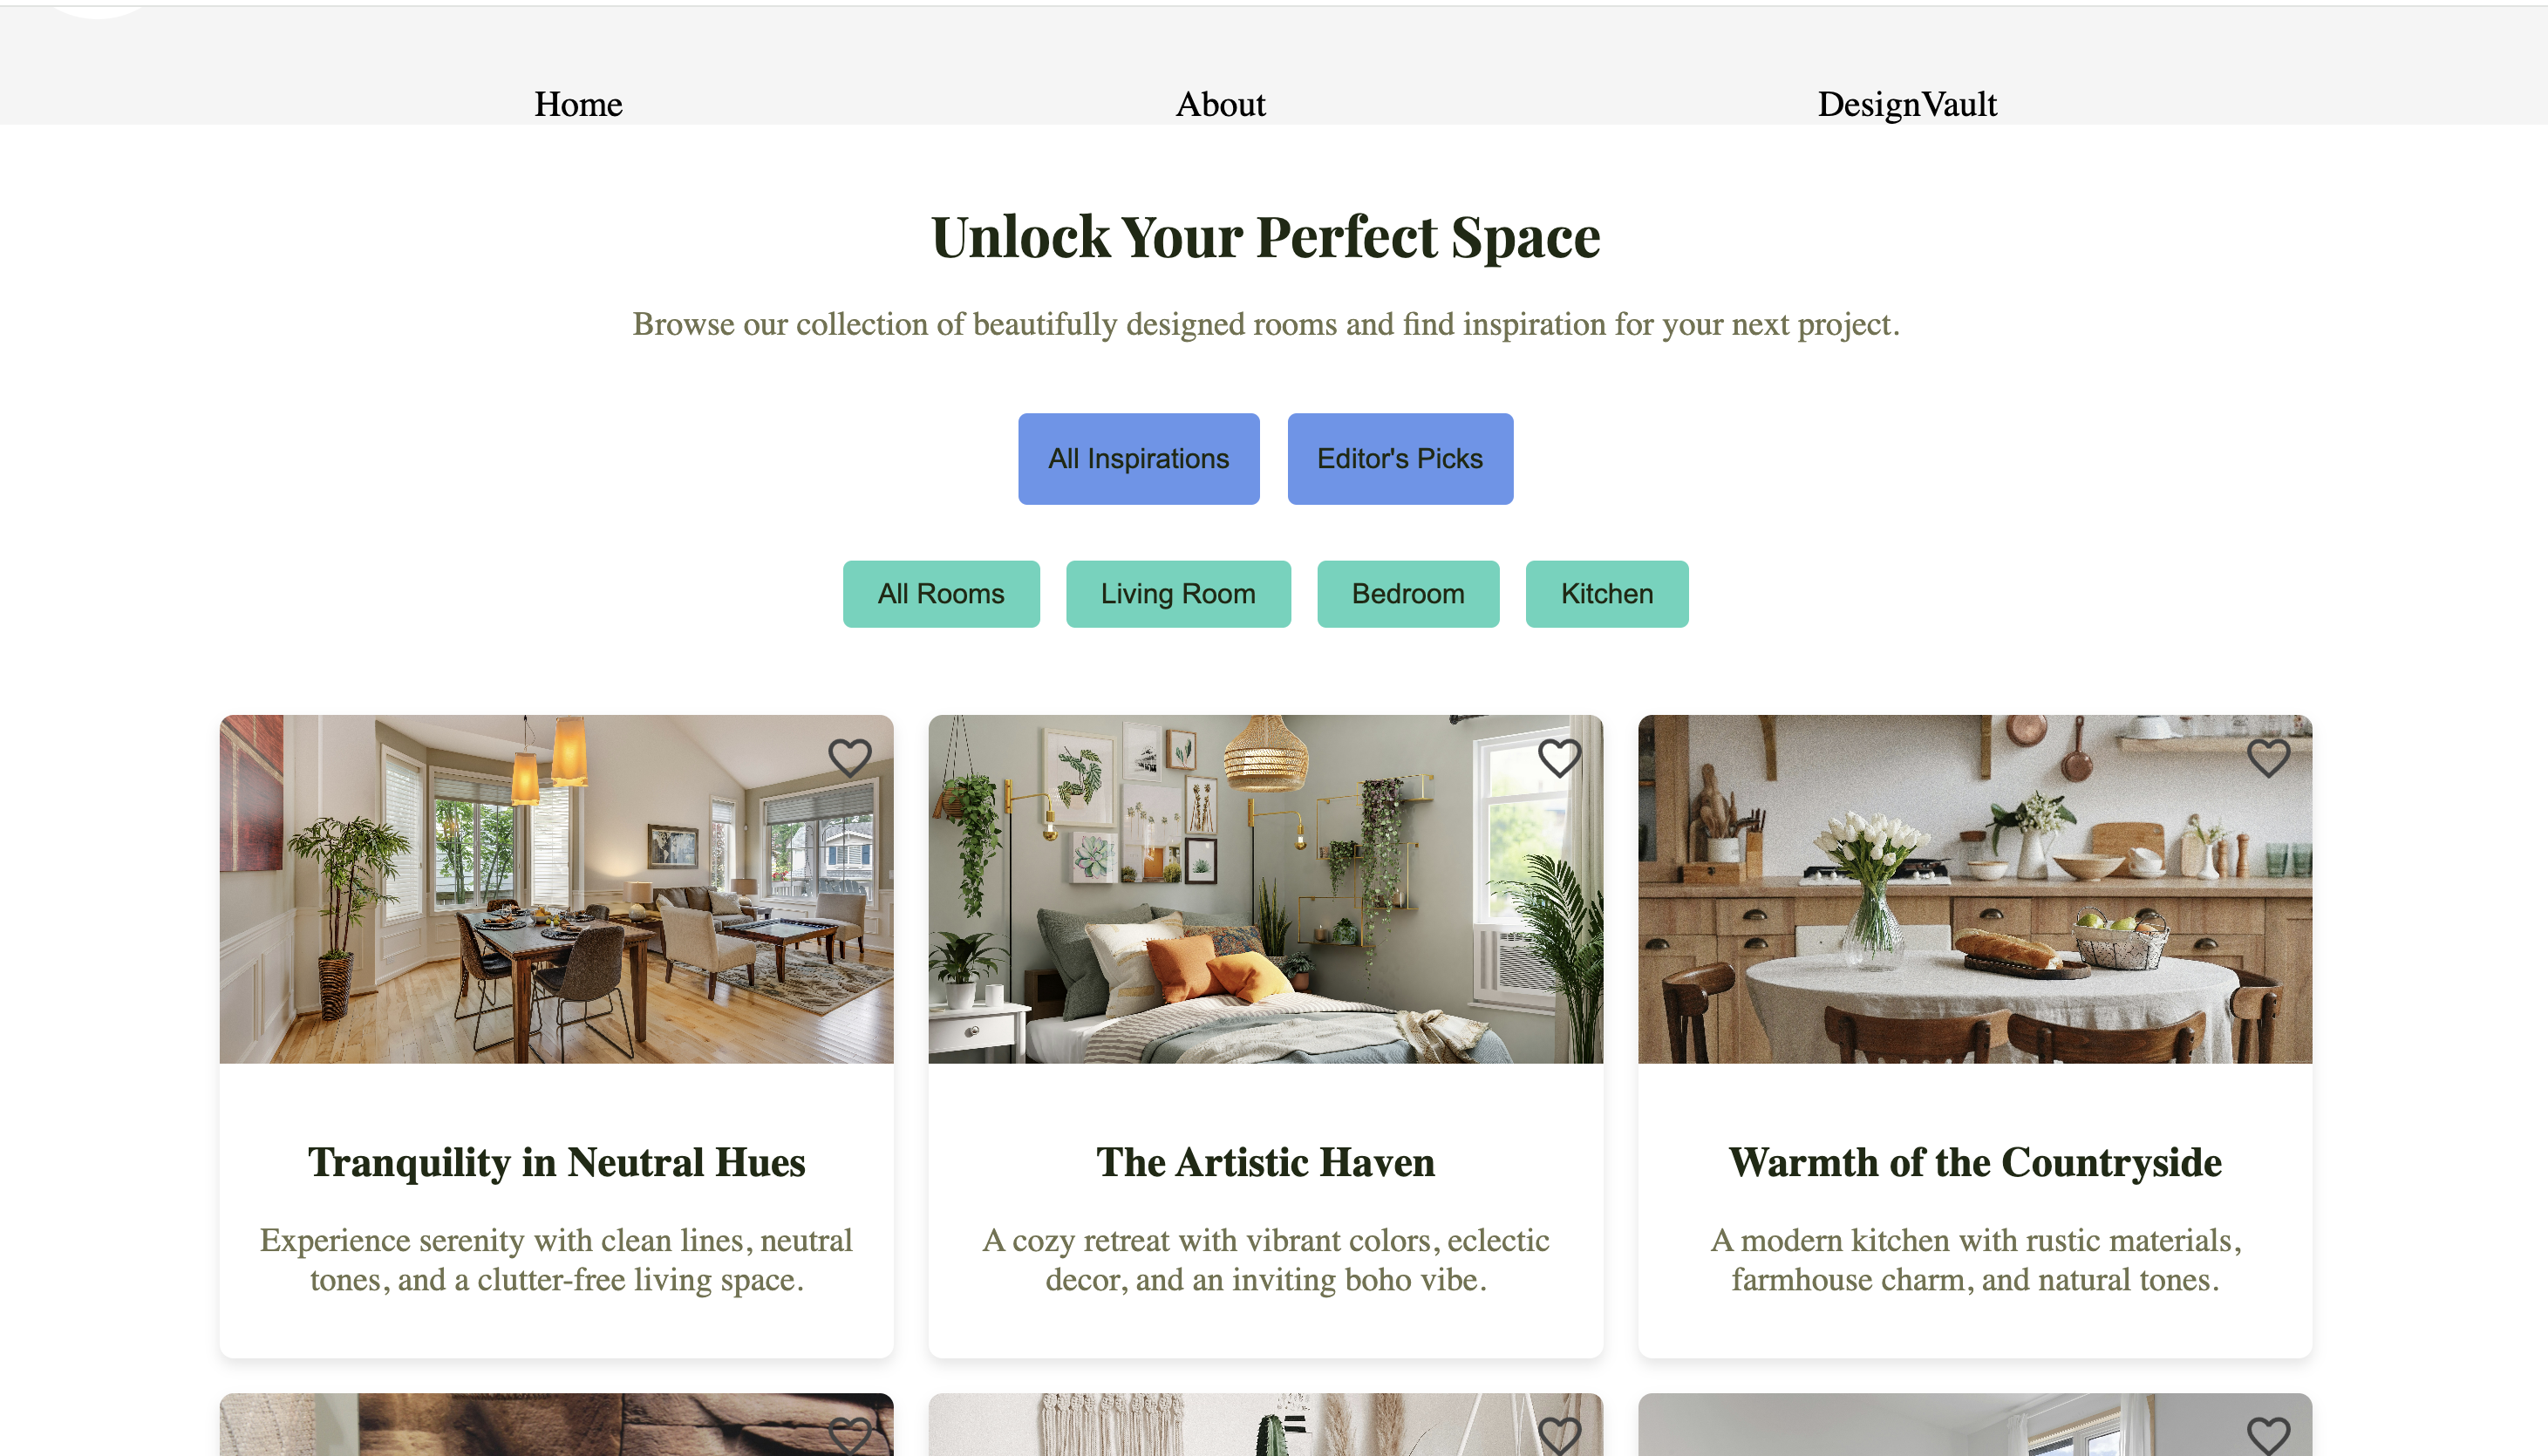 Home About DesignVault
Unlock Your Perfect Space
Browse our collection of beautifully designed rooms and find inspiration for your next project.
All Inspirations Editor's Picks
All Rooms Living Room Bedroom Kitchen
Tranquility in Neutral Hues
Experience serenity with clean lines, neutral
tones, and a clutter-free living space.
The Artistic Haven
A cozy retreat with vibrant colors, eclectic
decor, and an inviting boho vibe.
Warmth of the Countryside
A modern kitchen with rustic materials,
farmhouse charm, and natural tones.